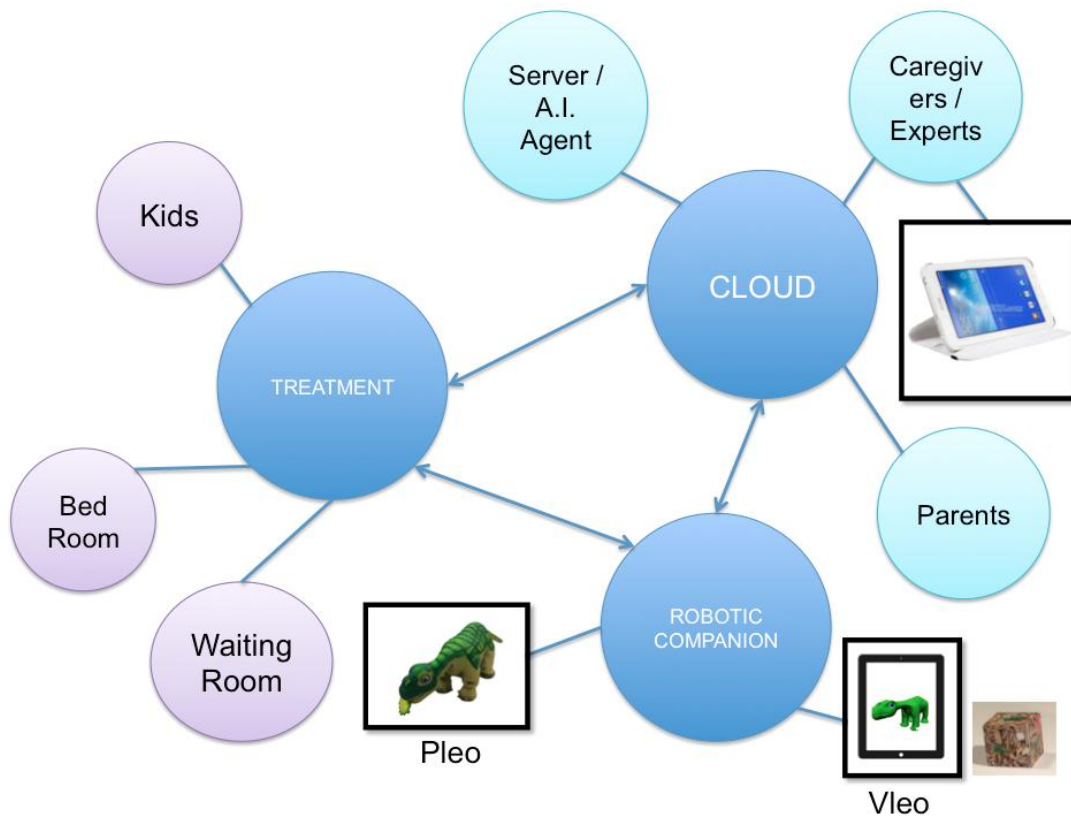 Server /
A.I.
Agent
Caregiv
ers /
Experts
Kids
CLOUD
TREATMENT
Bed
Room
Parents
Waiting
Room
ROBOTIC
COMPANION
Pleo
Vleo